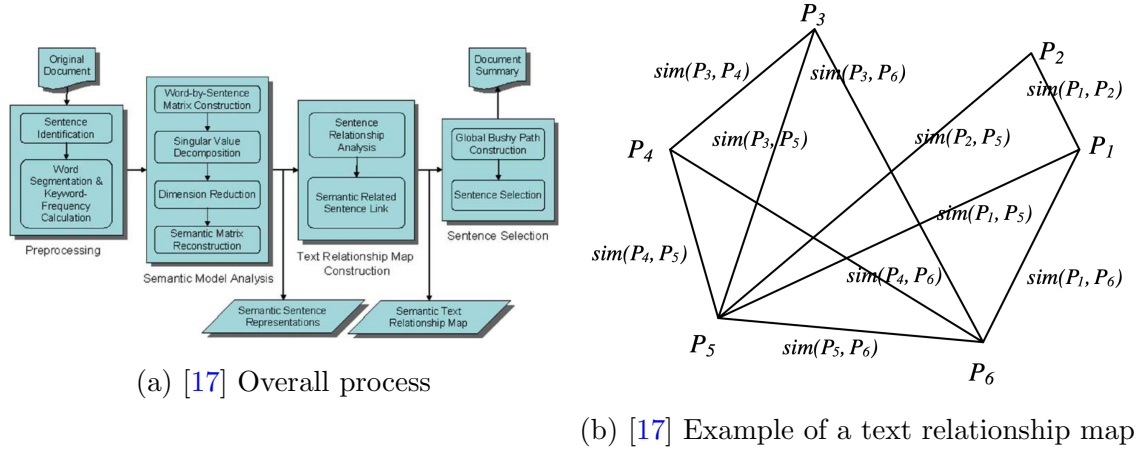 Original
Document
Sentence
Identification
Word
Segmentation &
Keyword-
Frequency
Calculation
Preprocessing
Word-by-Sentence
Matrix Construction
Singular Value
Decomposition
Dimension Reduction
Semantic Matrix
Reconstruction
Semantic Model Analysis
Sentence
Relationship
Analysis
Semantic Related
Sentence Link
Text Relationship Map
Construction
Document
Summary
Global Bushy Path
Construction
Sentence Selection
Sentence Selection
Semantic Sentence
Representations
Semantic Text
Relationship Map
(a) [17] Overall process
P3
P2
sim(P3, P4)
sim(P3, P6)
sim(P1, P2)
P4
sim(P3, P5)
sim(P2, P5)
P1
sim(P1, P5)
sim(P4, P5)
sim(P4, P6)
sim(P1, P6)
P5
sim(P5, P6)
P6
(b) [17] Example of a text relationship map